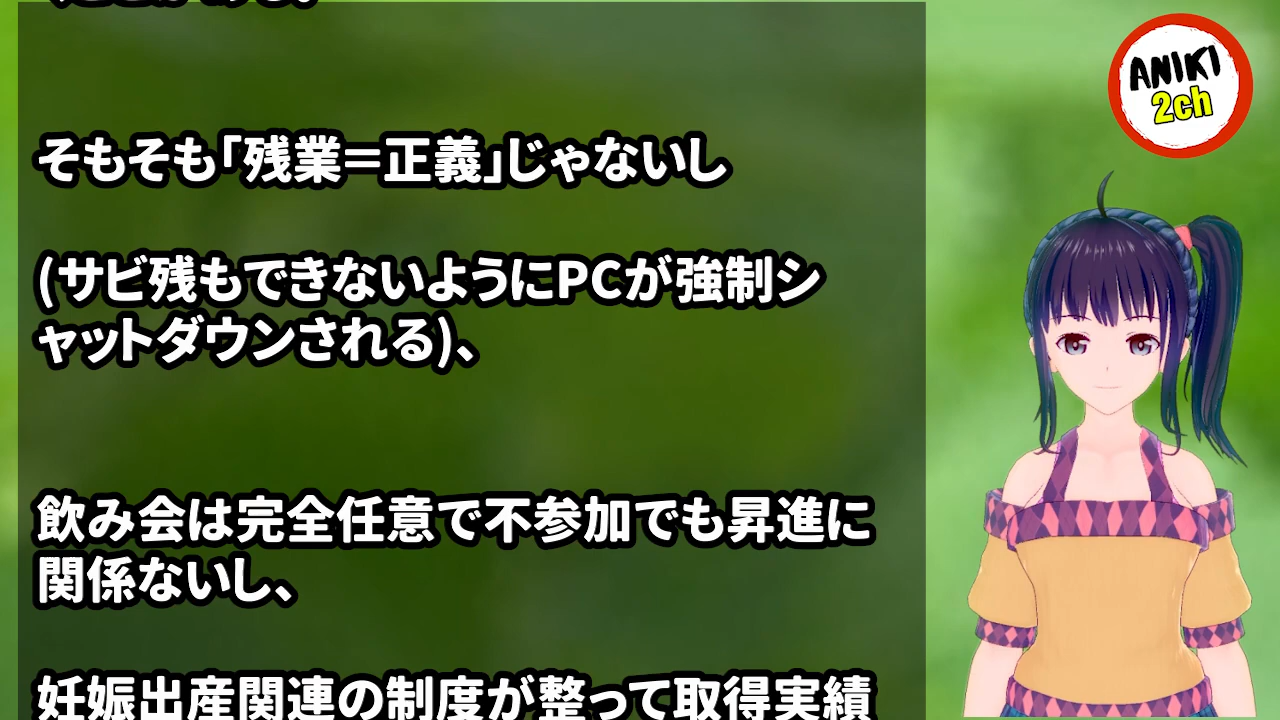 そもそも「残業＝正義」じゃないし
(サビ残もできないようにPCが強制シ
ャットダウンされる)、
飲み会は完全任意で不参加でも昇進に
関係ないし、
妊娠出産関連の制度が整って取得実績
ANIKI
2ch